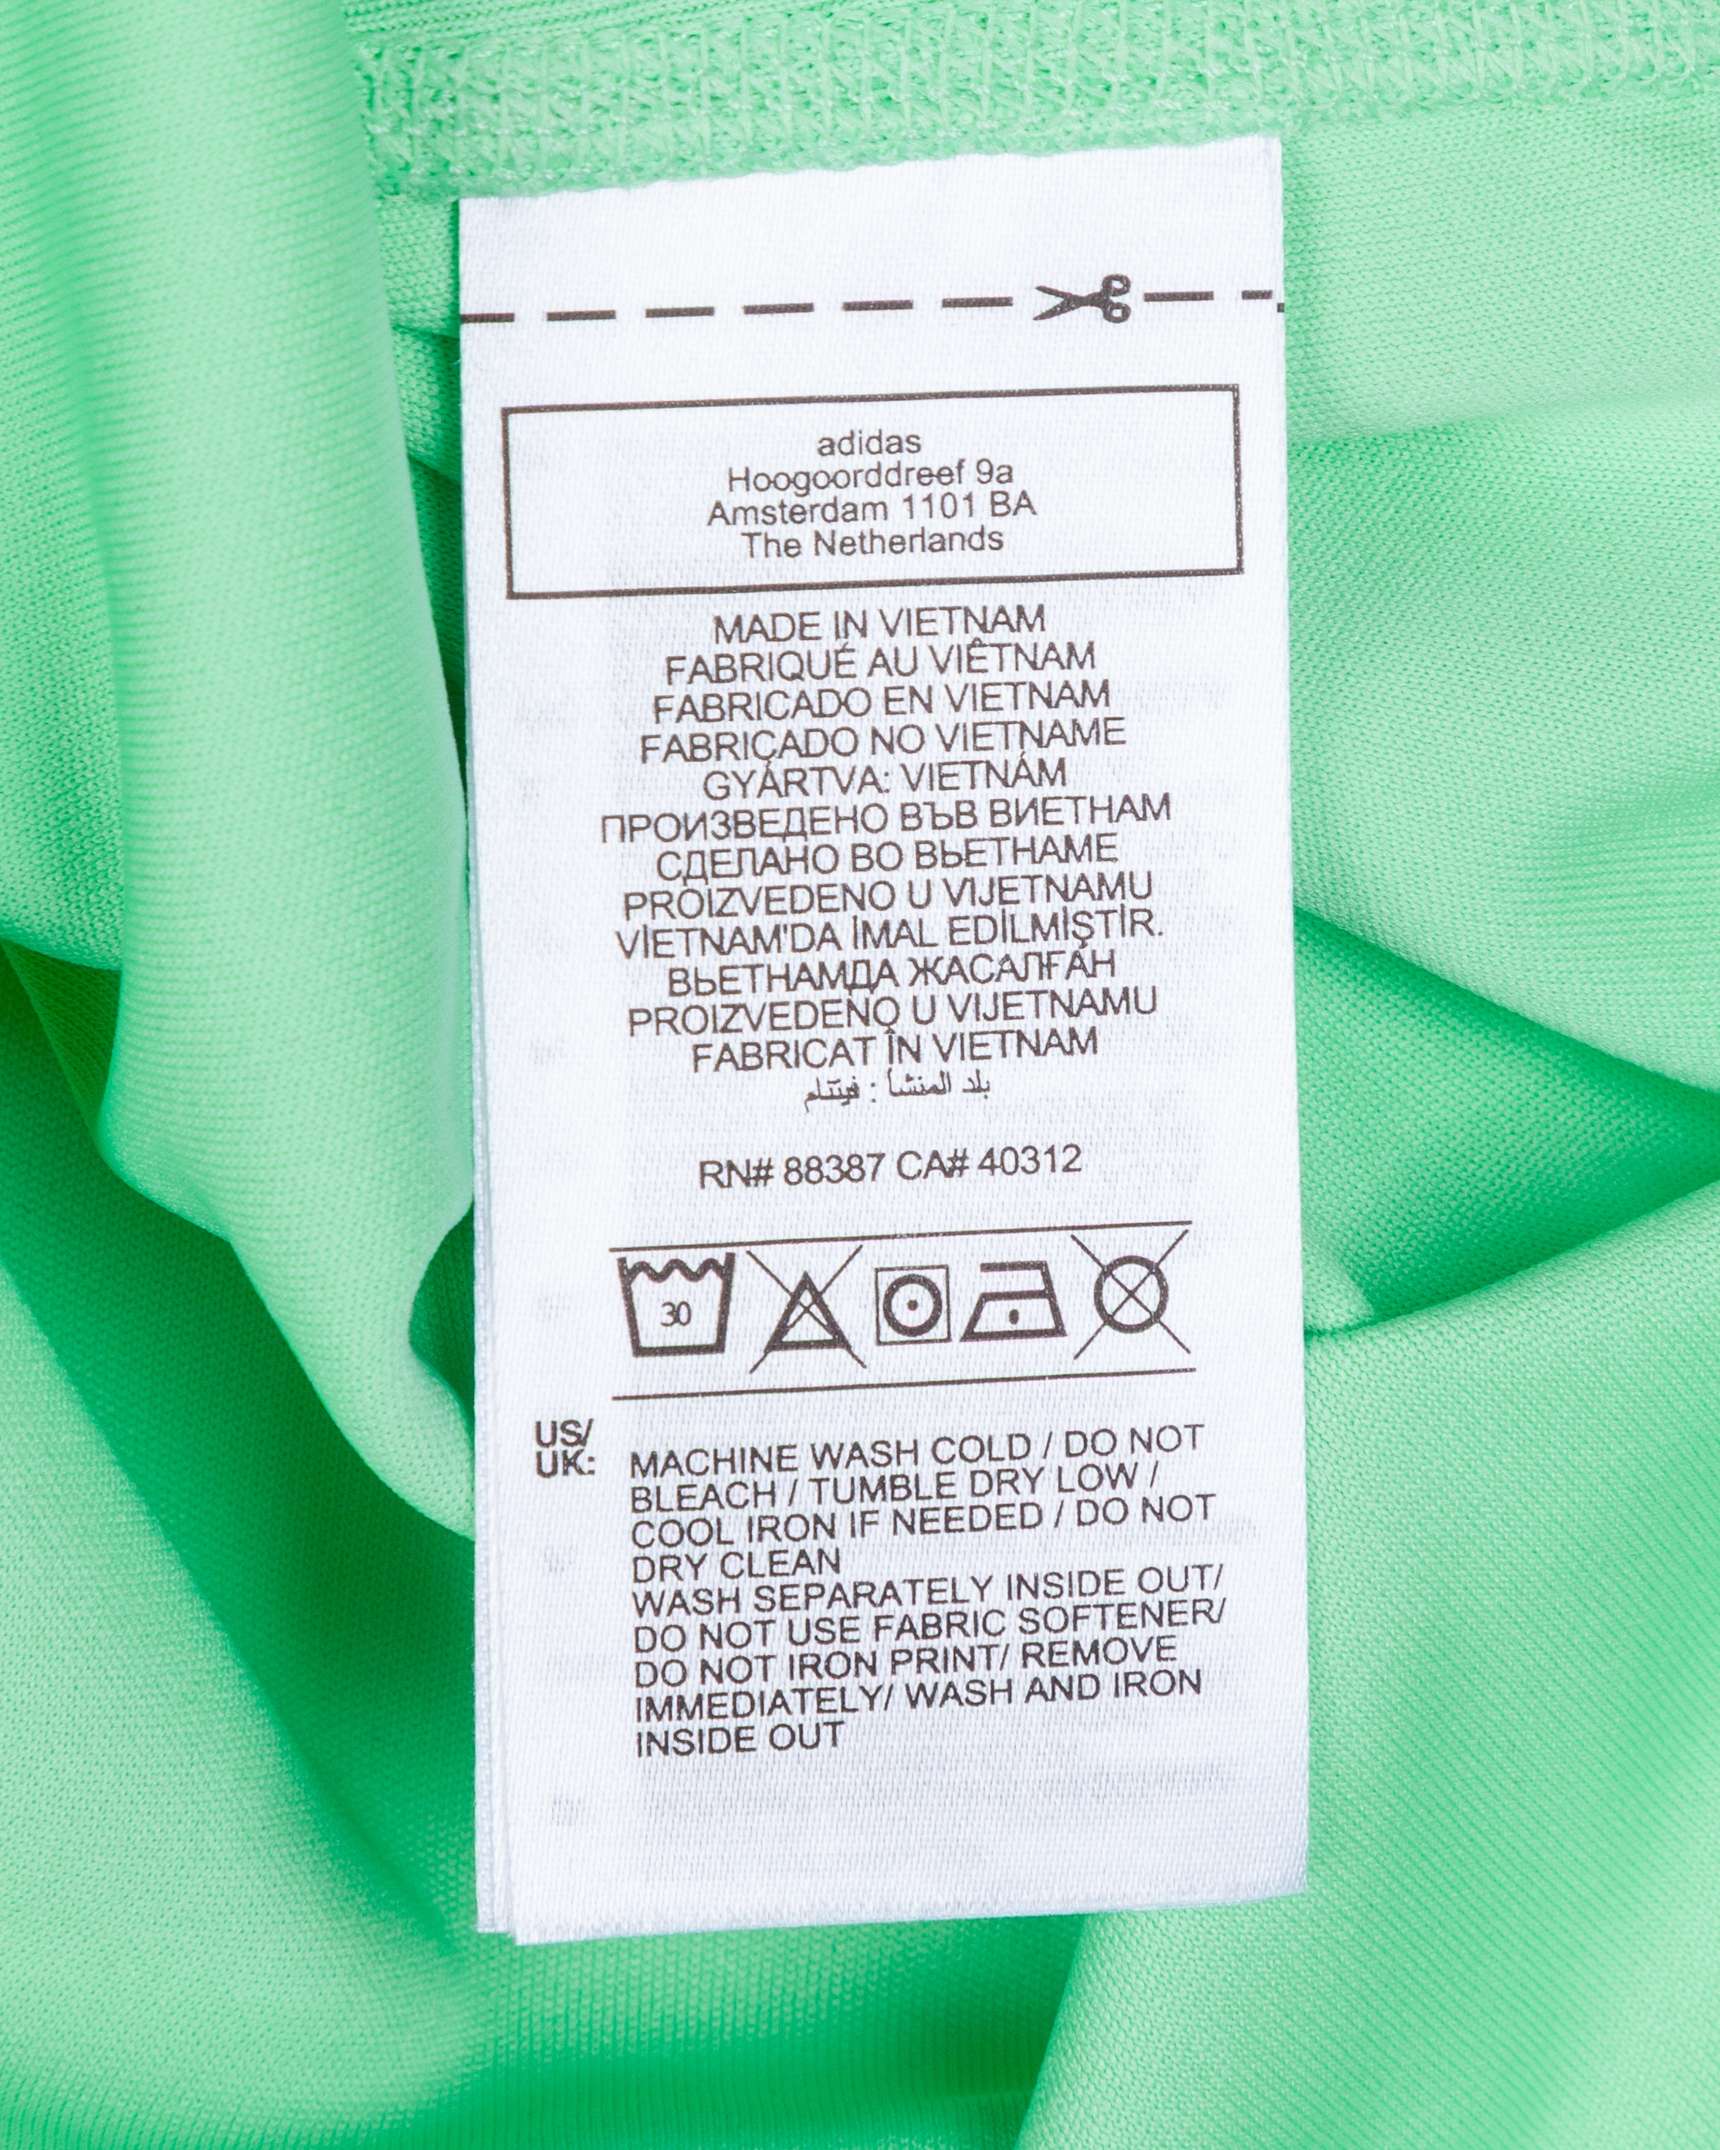 adidas
Hoogoorddreef 9a
Amsterdam 1101 BA
The Netherlands
MADE IN VIETNAM
FABRIQUÉ AU VIÊTNAM
FABRICADO EN VIETNAM
FABRIÇADO NO VIETNAME
GYÁRTVA: VIETNÁM
ПРОИЗВЕДЕНО ВЪВ ВИЕТНАМ
СДЕЛАНО ВО ВЬЕТНАМЕ
PROIZVEDENO U VIJETNAMU
VİETNAM'DA İMAL EDİLMİŞTİR.
ВЬЕТНАМДА ЖАСАЛҒАН
PROIZVEDENO U VIJETNAMU
FABRICAT ÎN VIETNAM
بلد المنشأ : فيتنام
RN# 88387 CA# 40312
30
US/
UK:
MACHINE WASH COLD / DO NOT
BLEACH / TUMBLE DRY LOW /
COOL IRON IF NEEDED / DO NOT
DRY CLEAN
WASH SEPARATELY INSIDE OUT/
DO NOT USE FABRIC SOFTENER/
DO NOT IRON PRINT/ REMOVE
IMMEDIATELY/ WASH AND IRON
INSIDE OUT